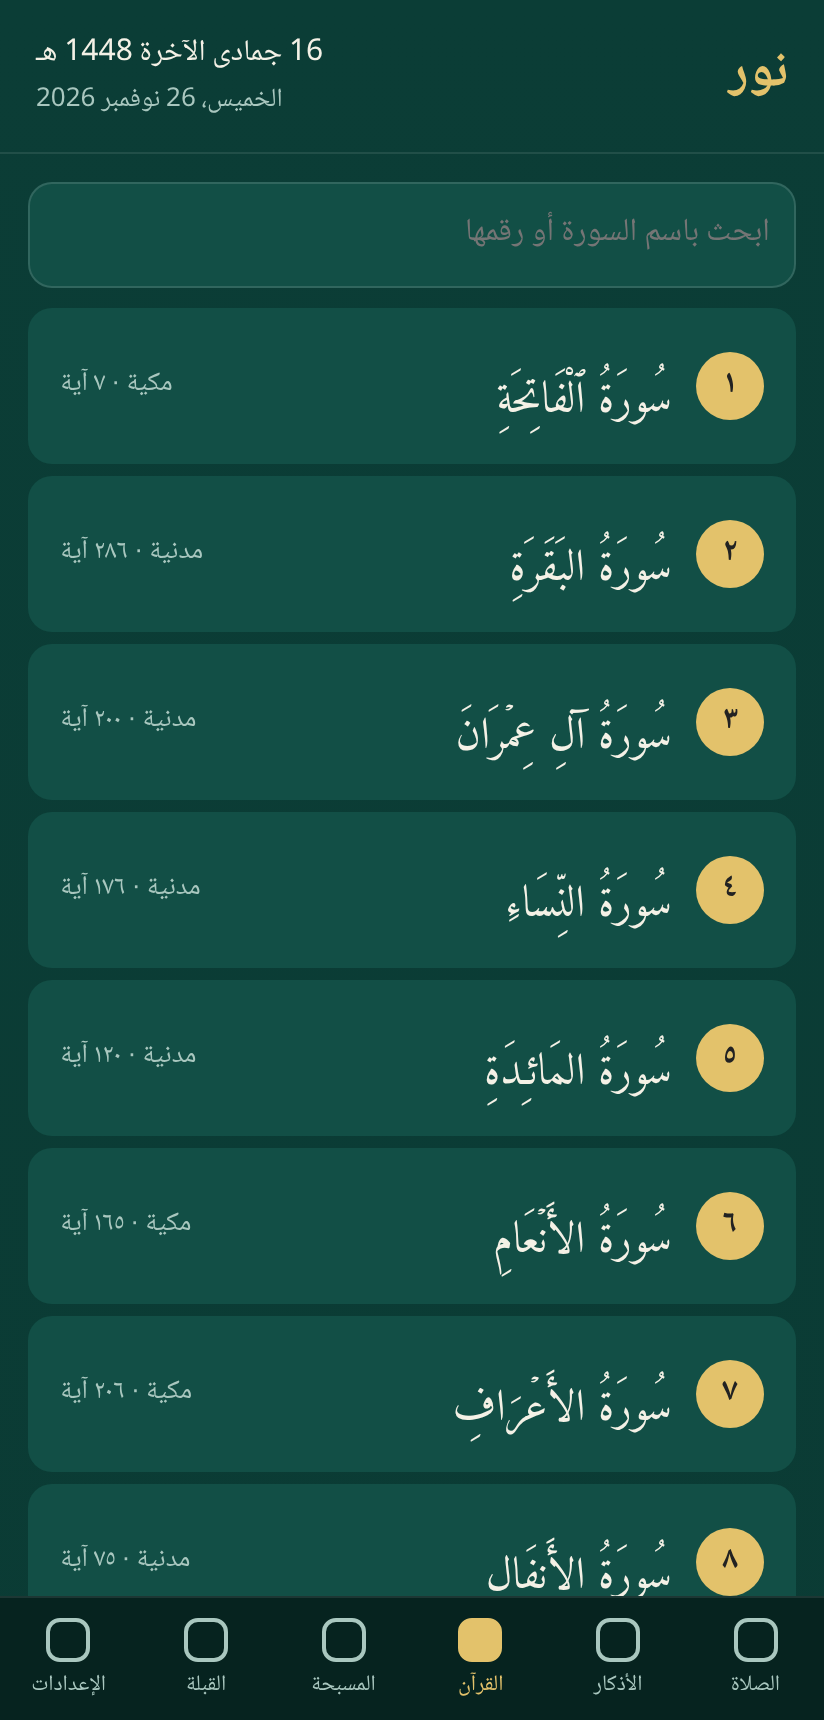 نور
16 جمادى الآخرة 1448 هـ
الخميس، 26 نوفمبر 2026
ابحث باسم السورة أو رقمها
١ سُورَةُ ٱلْفَاتِحَةِ مكية · ٧ آية
٢ سُورَةُ البَقَرَةِ مدنية · ٢٨٦ آية
٣ سُورَةُ آلِ عِمۡرَانَ مدنية · ٢٠٠ آية
٤ سُورَةُ النِّسَاءِ مدنية · ١٧٦ آية
٥ سُورَةُ المَائـِدَةِ مدنية · ١٢٠ آية
٦ سُورَةُ الأَنۡعَامِ مكية · ١٦٥ آية
٧ سُورَةُ الأَعۡرَافِ مكية · ٢٠٦ آية
٨ سُورَةُ الأَنفَال مدنية · ٧٥ آية
الصلاة الأذكار القرآن المسبحة القبلة الإعدادات